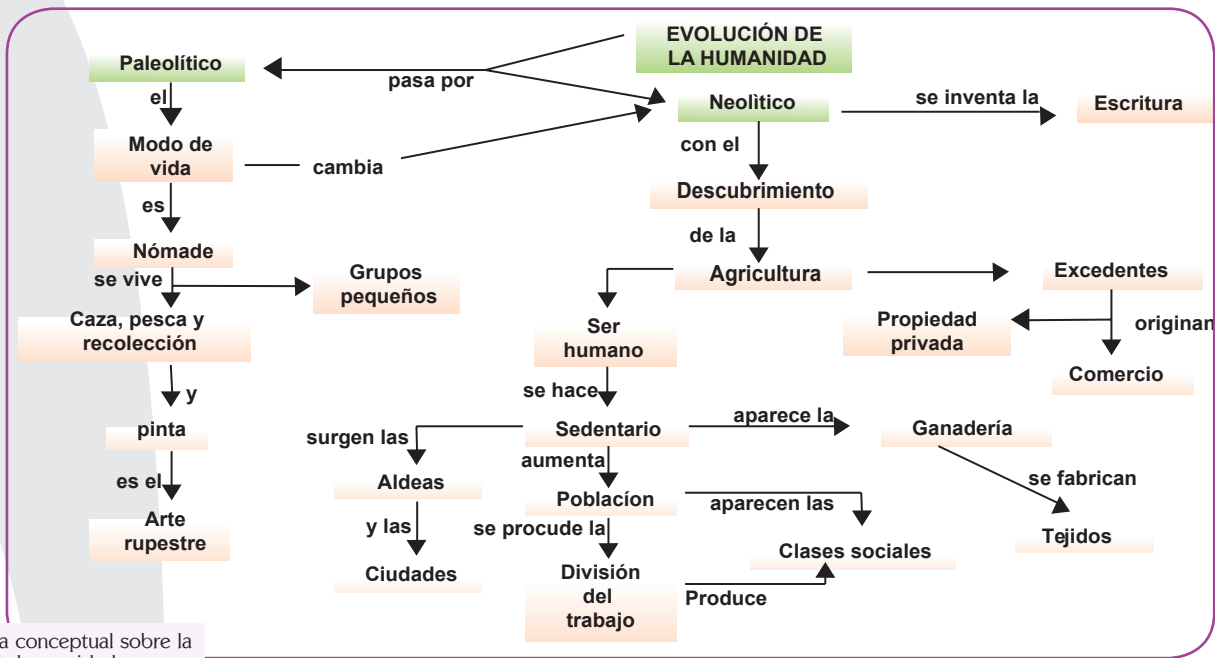 EVOLUCIÓN DE
LA HUMANIDAD
pasa por
Paleolítico
el
Modo de
vida
cambia
es
Nómade
se vive
Grupos
pequeños
Caza, pesca y
recolección
y
pinta
es el
Arte
rupestre
Neolìtico
se inventa la
Escritura
con el
Descubrimiento
de la
Agricultura
Excedentes
originan
Propiedad
privada
Comercio
Ser
humano
se hace
Sedentario
aparece la
Ganadería
se fabrican
Tejidos
surgen las
Aldeas
y las
Ciudades
aumenta
Poblacíon
aparecen las
Clases sociales
se procude la
División
del
trabajo
Produce
a conceptual sobre la